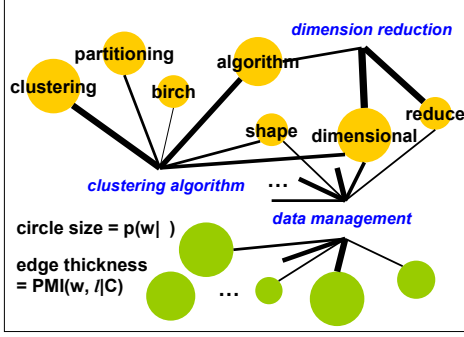 dimension reduction
partitioning
algorithm
clustering
birch
reduce
shape
dimensional
clustering algorithm
...
data management
circle size = p(w| )
edge thickness
= PMI(w, l|C)
...